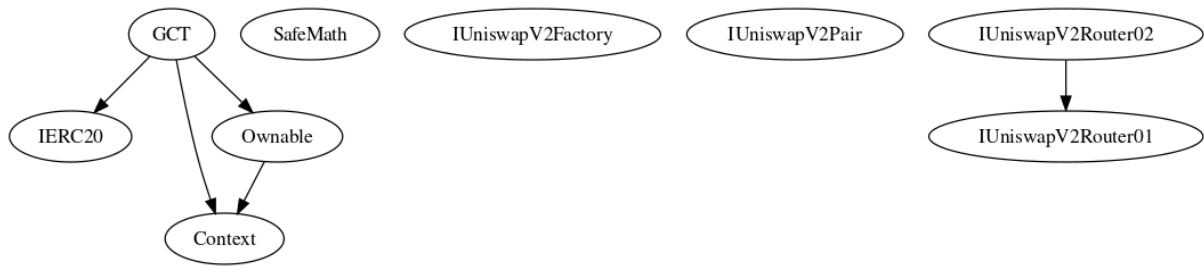 GCT
SafeMath
IUniswapV2Factory
IUniswapV2Pair
IUniswapV2Router02
IERC20
Ownable
IUniswapV2Router01
Context